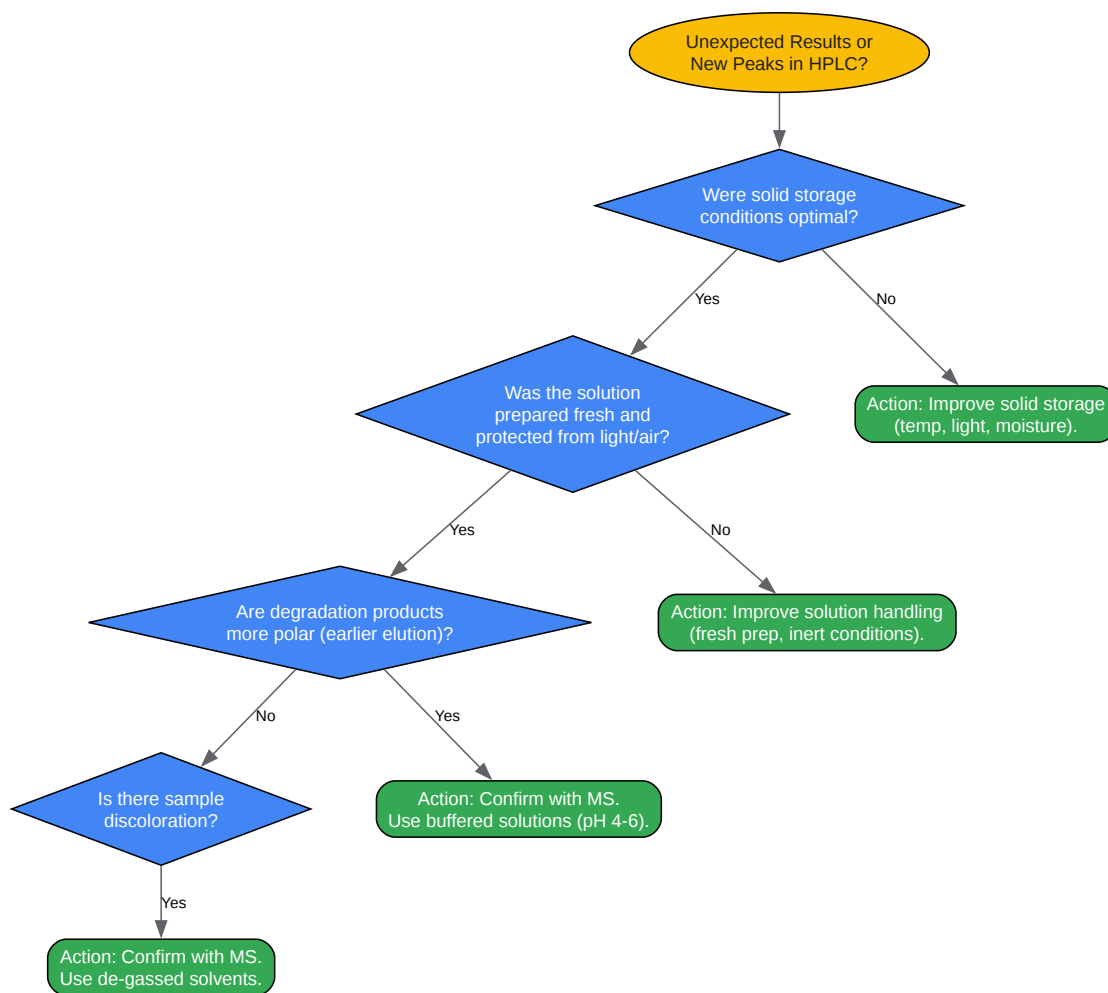 Unexpected Results or
New Peaks in HPLC?
Were solid storage
conditions optimal?
Yes
No
Was the solution
prepared fresh and
protected from light/air?
Action: Improve solid storage
(temp, light, moisture).
Yes
No
Are degradation products
more polar (earlier elution)?
Action: Improve solution handling
(fresh prep, inert conditions).
No
Yes
Is there sample
discoloration?
Action: Confirm with MS.
Use buffered solutions (pH 4-6).
Yes
Action: Confirm with MS.
Use de-gassed solvents.